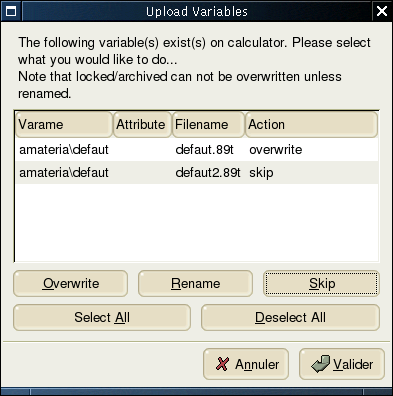 Upload Variables
The following variable(s) exist(s) on calculator. Please select
what you would like to do...
Note that locked/archived can not be overwritten unless
renamed.
Varame Attribute Filename Action
amateria\defaut defaut.89t overwrite
amateria\defaut defaut2.89t skip
Overwrite Rename Skip
Select All Deselect All
Annuler Valider